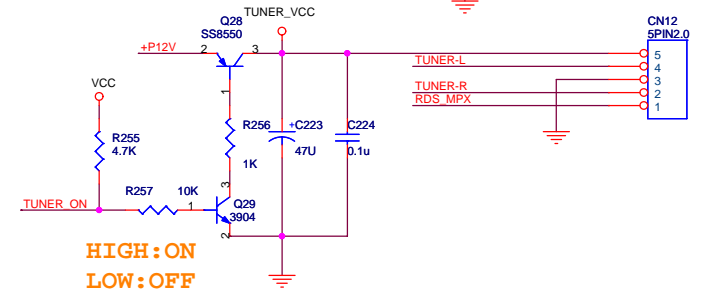 TUNER_VCC
Q28
SS8550
CN12
5PIN2.0
+P12V
2
3
5
TUNER-L
4
3
VCC
1
TUNER-R
2
RDS_MPX
1
R255
4.7K
R256
1K
+C223
47U
C224
0.1u
R257
10K
3
TUNER_ON
1
Q29
3904
2
HIGH:ON
LOW:OFF